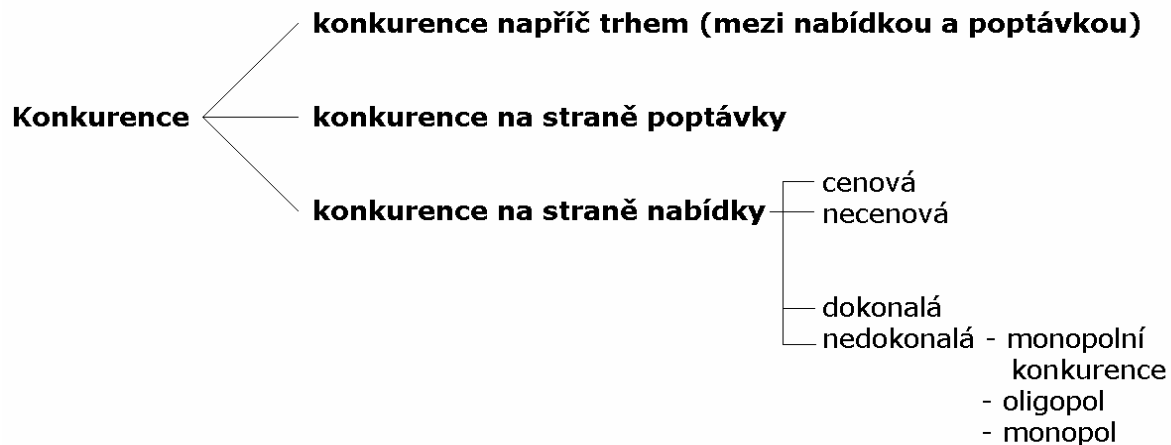 konkurence napříč trhem (mezi nabídkou a poptávkou)
Konkurence
konkurence na straně poptávky
konkurence na straně nabídky
cenová
necenová
dokonalá
nedokonalá - monopolní
konkurence
- oligopol
- monopol